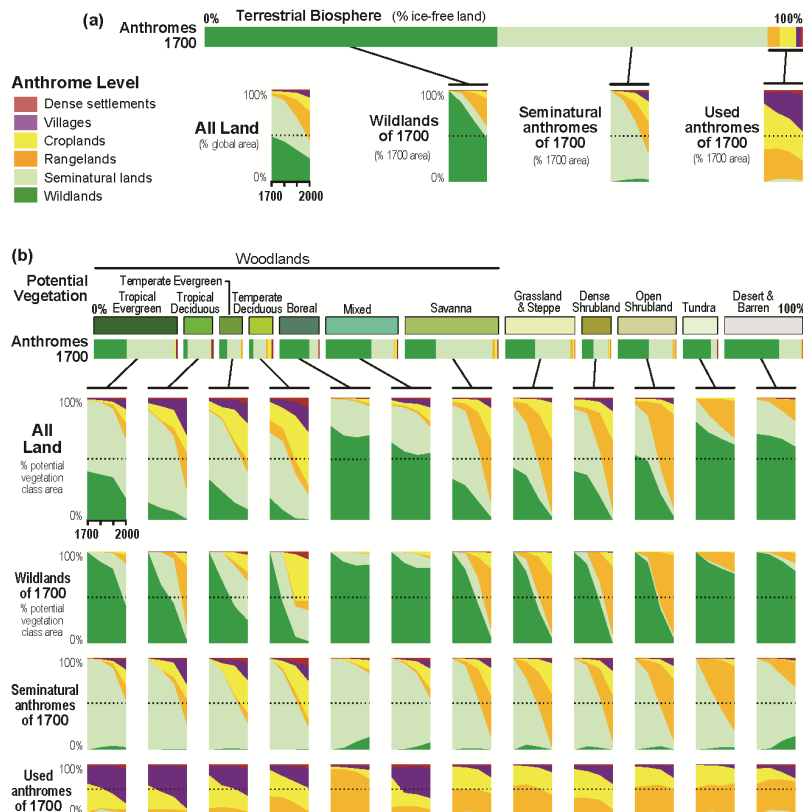 (a)
0% Terrestrial Biosphere (% ice-free land) 100%
Anthromes
1700
Anthrome Level
Dense settlements
Villages
Croplands
Rangelands
Seminatural lands
Wildlands
100%
All Land
(% global area)
0%
1700 2000
100%
Wildlands
of 1700
(% 1700 area)
0%
Seminatural
anthromes
of 1700
(% 1700 area)
Used
anthromes
of 1700
(% 1700 area)
(b)
Woodlands
Potential
Vegetation
0%
Tropical
Evergreen
Tropical
Deciduous
Temperate Evergreen
Temperate
Deciduous
Boreal
Mixed
Savanna
Grassland
& Steppe
Dense
Shrubland
Open
Shrubland
Tundra
Desert &
Barren
100%
Anthromes
1700
100%
All
Land
% potential
vegetation
class area
0%
1700 2000
100%
Wildlands
of 1700
% potential
vegetation
class area
0%
100%
Seminatural
anthromes
of 1700
0%
100%
Used
anthromes
of 1700
0%